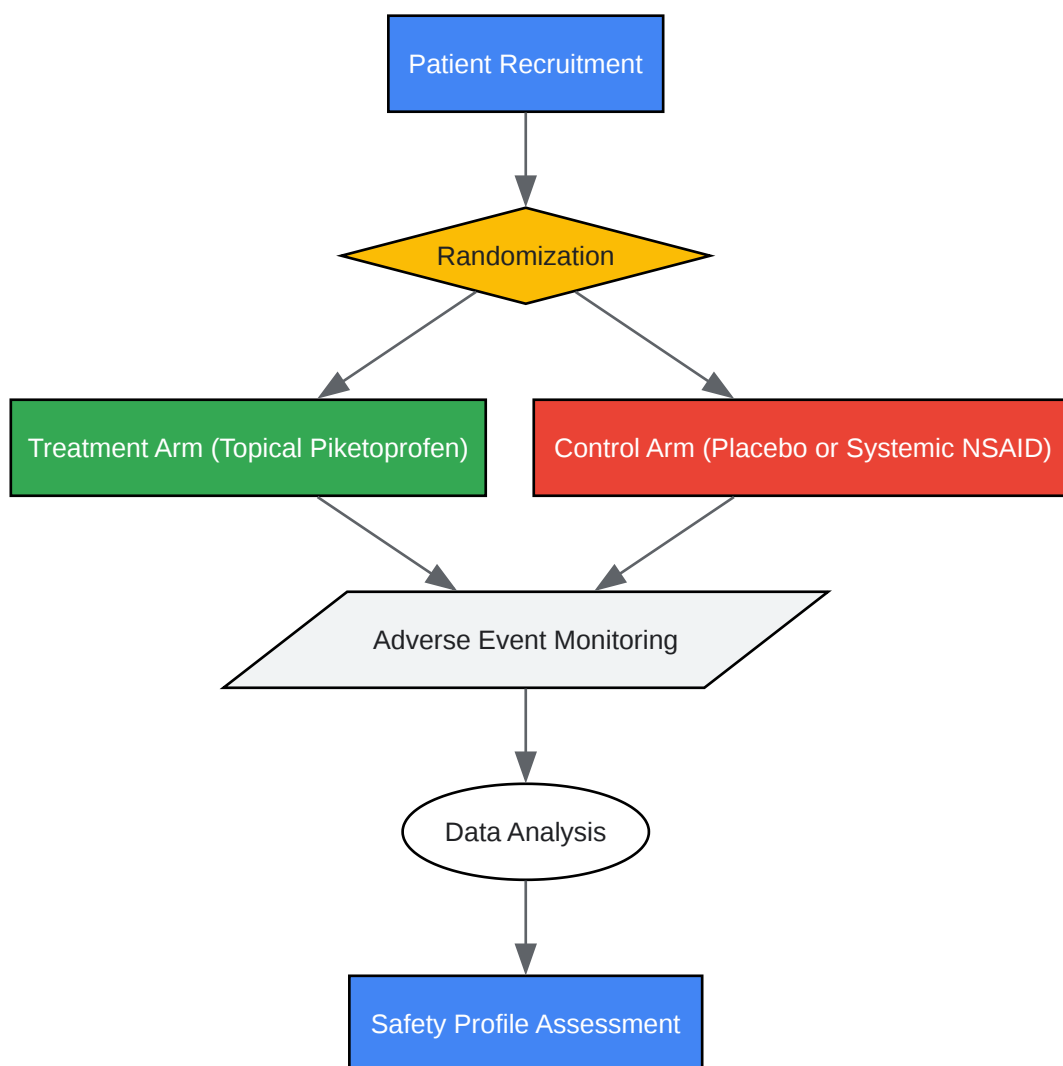 Patient Recruitment
Randomization
Treatment Arm (Topical Piketoprofen)
Control Arm (Placebo or Systemic NSAID)
Adverse Event Monitoring
Data Analysis
Safety Profile Assessment